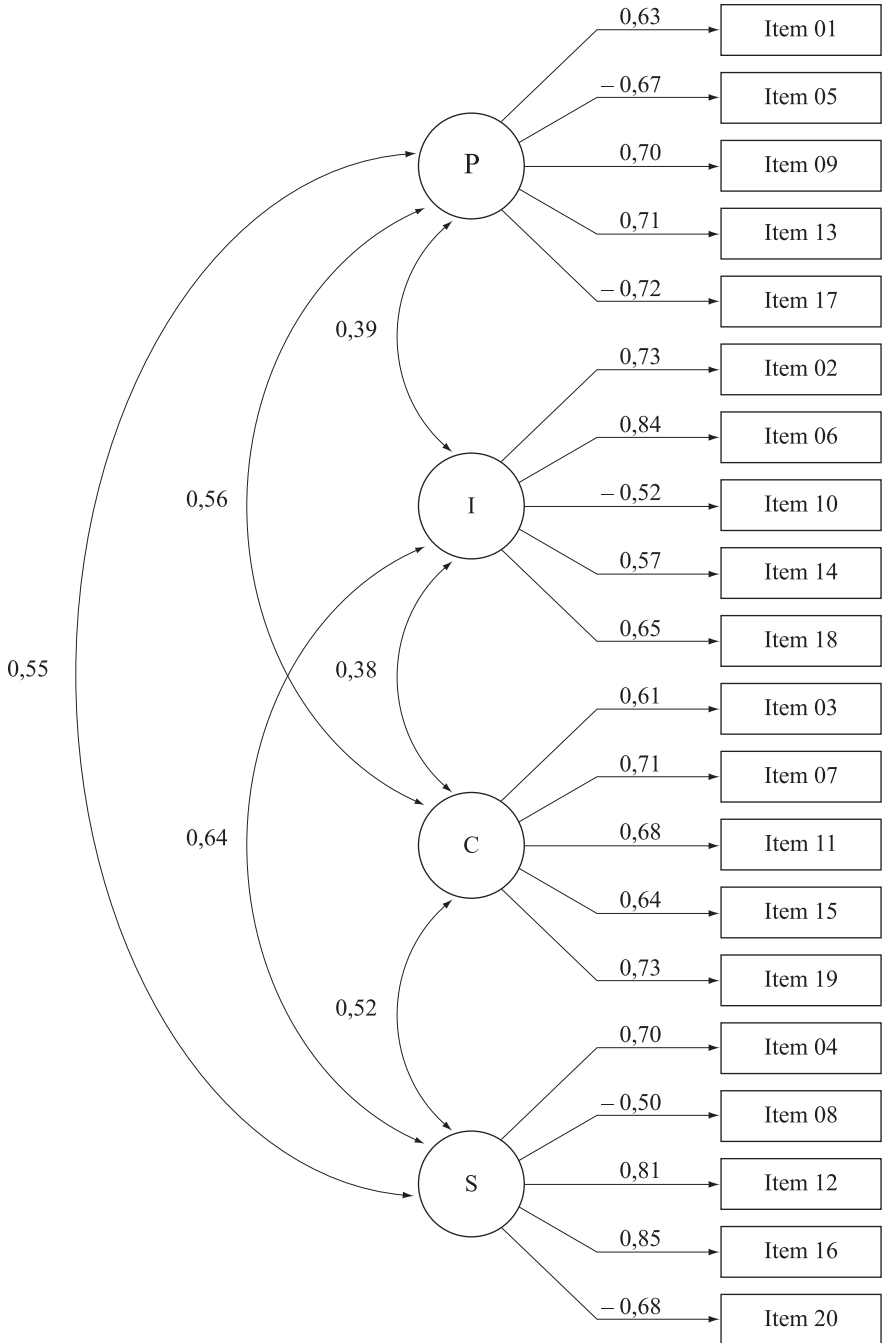 0,63 Item 01
– 0,67 Item 05
P 0,70 Item 09
0,71 Item 13
– 0,72 Item 17
0,39
0,73 Item 02
0,84 Item 06
0,56 I – 0,52 Item 10
0,57 Item 14
0,65 Item 18
0,55 0,38
0,61 Item 03
0,71 Item 07
0,64 C 0,68 Item 11
0,64 Item 15
0,73 Item 19
0,52
0,70 Item 04
– 0,50 Item 08
S 0,81 Item 12
0,85 Item 16
– 0,68 Item 20